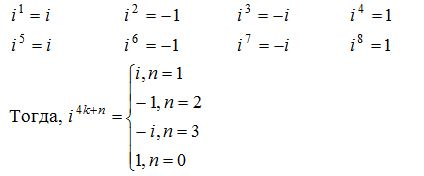 i¹ = i i² = −1 i³ = −i i⁴ = 1
i⁵ = i i⁶ = −1 i⁷ = −i i⁸ = 1
i, n = 1
−1, n = 2
Тогда, i⁴ᵏ⁺ⁿ = {
−i, n = 3
1, n = 0